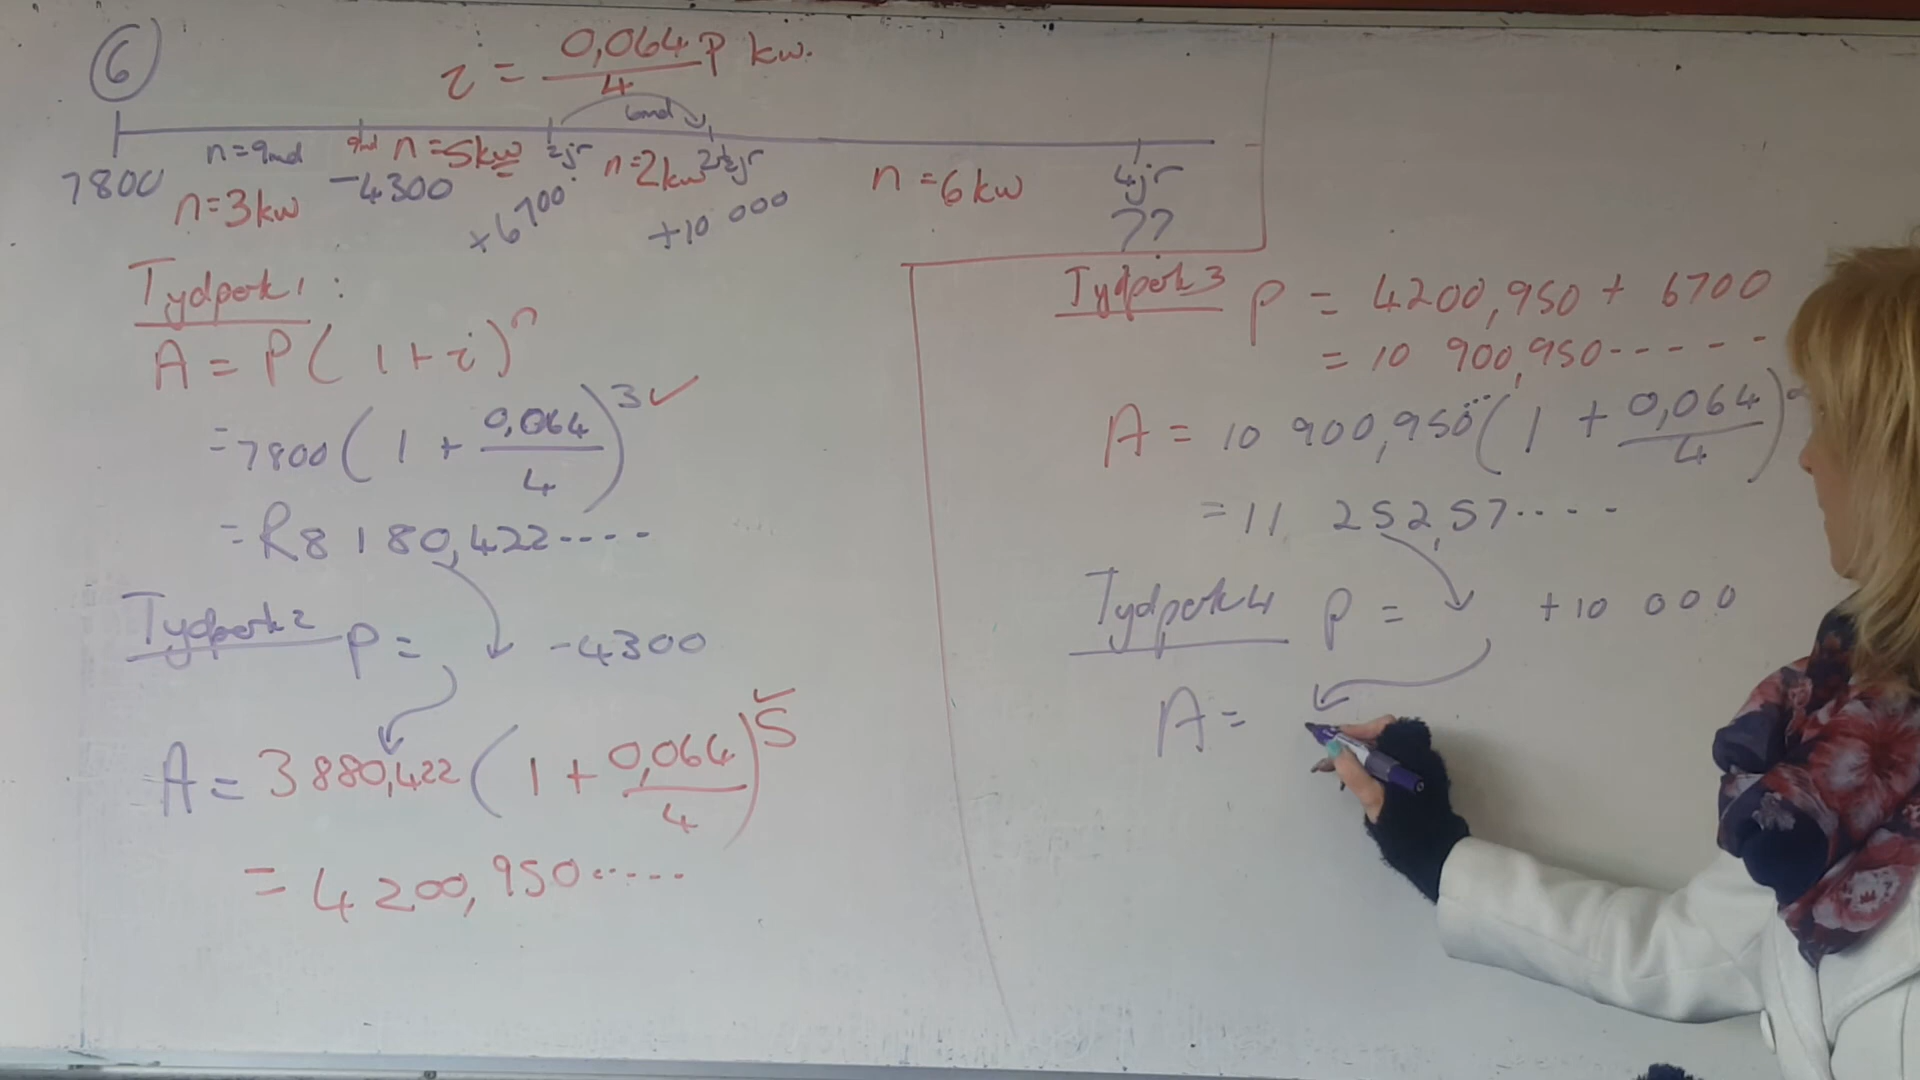 6
i = 0,064/4 p kw.
6md
n=9md 9md n=5kw 2jr n=2kw 2½jr n=6kw 4jr
7800 n=3kw -4300 +6700 +10 000 ??
Tydperk 1:
A = P(1+i)^n
=7800(1 + 0,064/4)^3 ✓
=R8 180,422----
Tydperk 2 P = -4300
A = 3 880,422(1 + 0,064/4)^5 ✓
= 4 200,950.....
Tydperk 3 P = 4200,950 + 6700
= 10 900,950-----
A = 10 900,950...(1 + 0,064/4)
= 11 252,57....
Tydperk 4 P = +10 000
A =